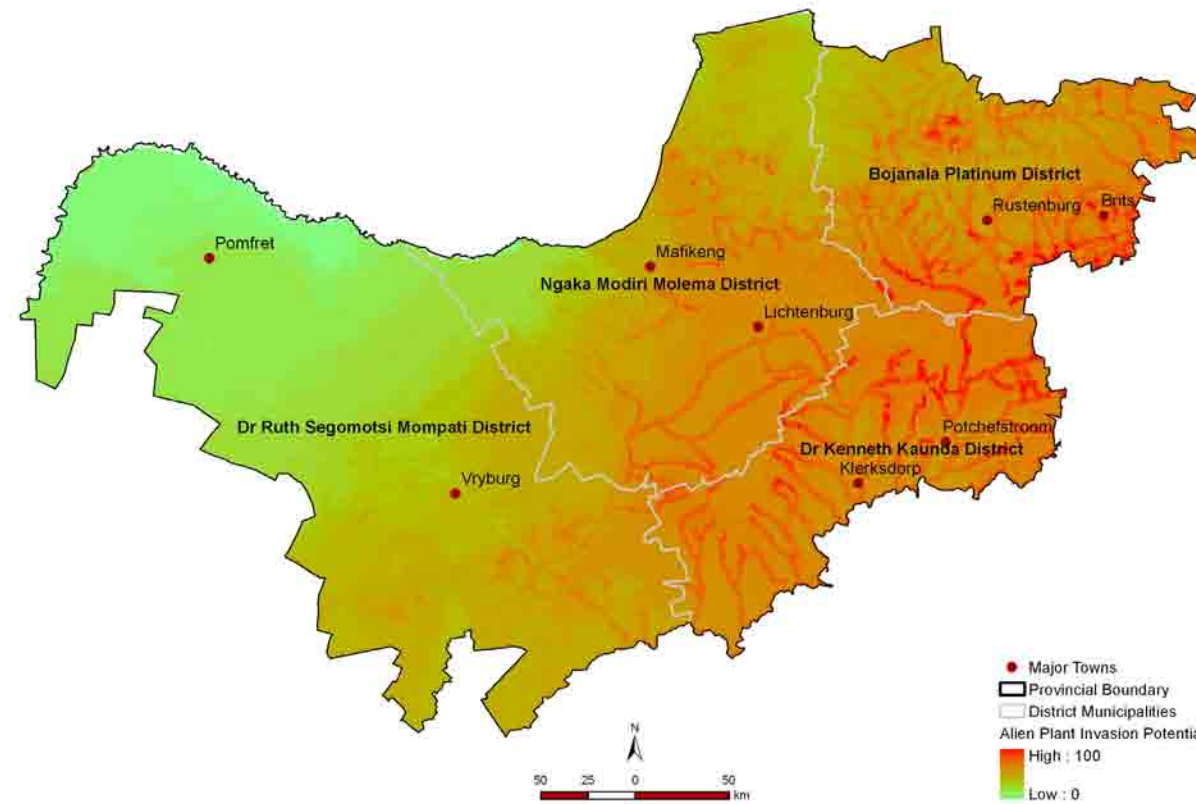 Bojanala Platinum District
Rustenburg
Brits
Pomfret
Mafikeng
Ngaka Modiri Molema District
Lichtenburg
Dr Ruth Segomotsi Mompati District
Potchefstroom
Dr Kenneth Kaunda District
Klerksdorp
Vryburg
Major Towns
Provincial Boundary
District Municipalities
Alien Plant Invasion Potentia
High : 100
Low : 0
N
50 25 0 50
km